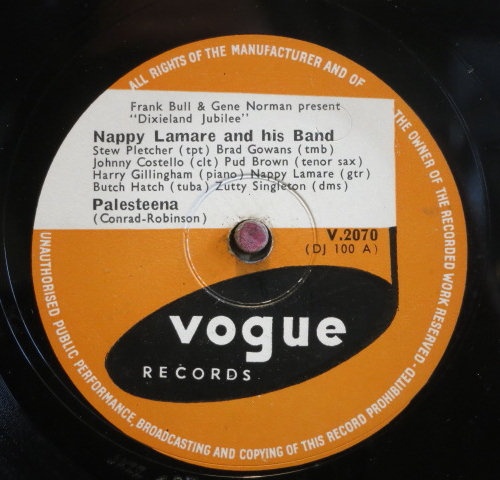 ALL RIGHTS OF THE MANUFACTURER AND OF
THE OWNER OF THE RECORDED WORK RESERVED-
UNAUTHORISED PUBLIC PERFORMANCE, BROADCASTING AND COPYING OF THIS RECORD PROHIBITED-
Frank Bull & Gene Norman present
"Dixieland Jubilee"
Nappy Lamare and his Band
Stew Pletcher (tpt) Brad Gowans (tmb)
Johnny Costello (clt) Pud Brown (tenor sax)
Harry Gillingham (piano) Nappy Lamare (gtr)
Butch Hatch (tuba) Zutty Singleton (dms)
Palesteena
(Conrad-Robinson)
V.2070
(DJ 100 A)
vogue
RECORDS